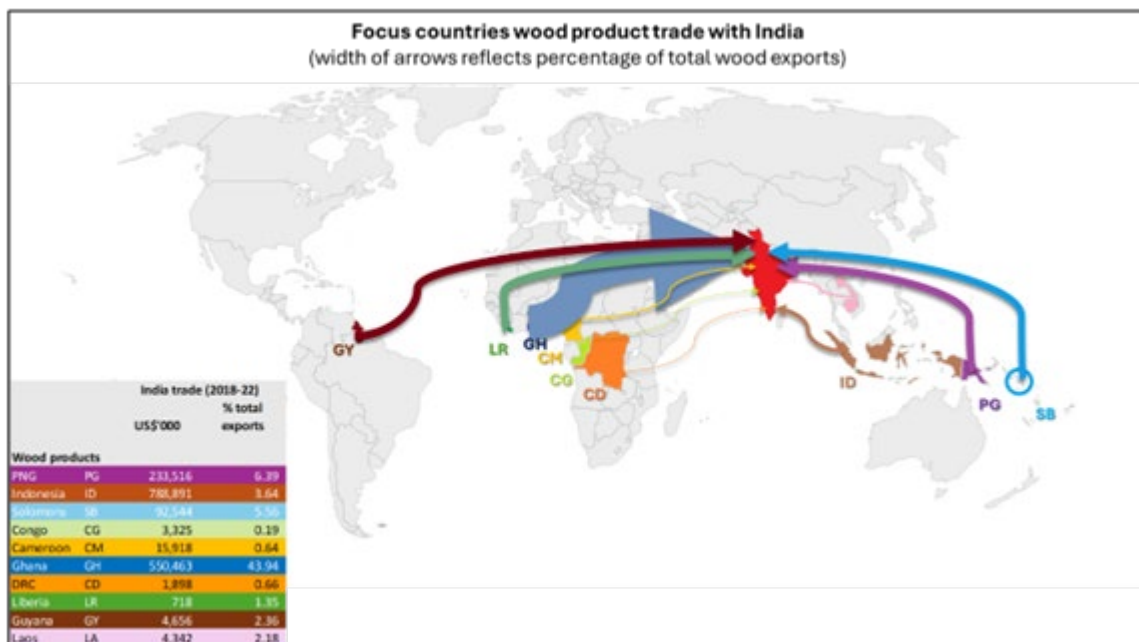 Focus countries wood product trade with India
(width of arrows reflects percentage of total wood exports)
GY
LR
GH
CM
CG
CD
ID
PG
SB
India trade (2018-22)
US$'000 % total exports
Wood products
PNG PG 233,516 6.39
Indonesia ID 788,891 3.64
Solomons SB 92,544 5.56
Congo CG 3,325 0.19
Cameroon CM 15,918 0.64
Ghana GH 550,463 43.94
DRC CD 1,898 0.66
Liberia LR 718 1.35
Guyana GY 4,656 2.36
Laos LA 4,342 2.18